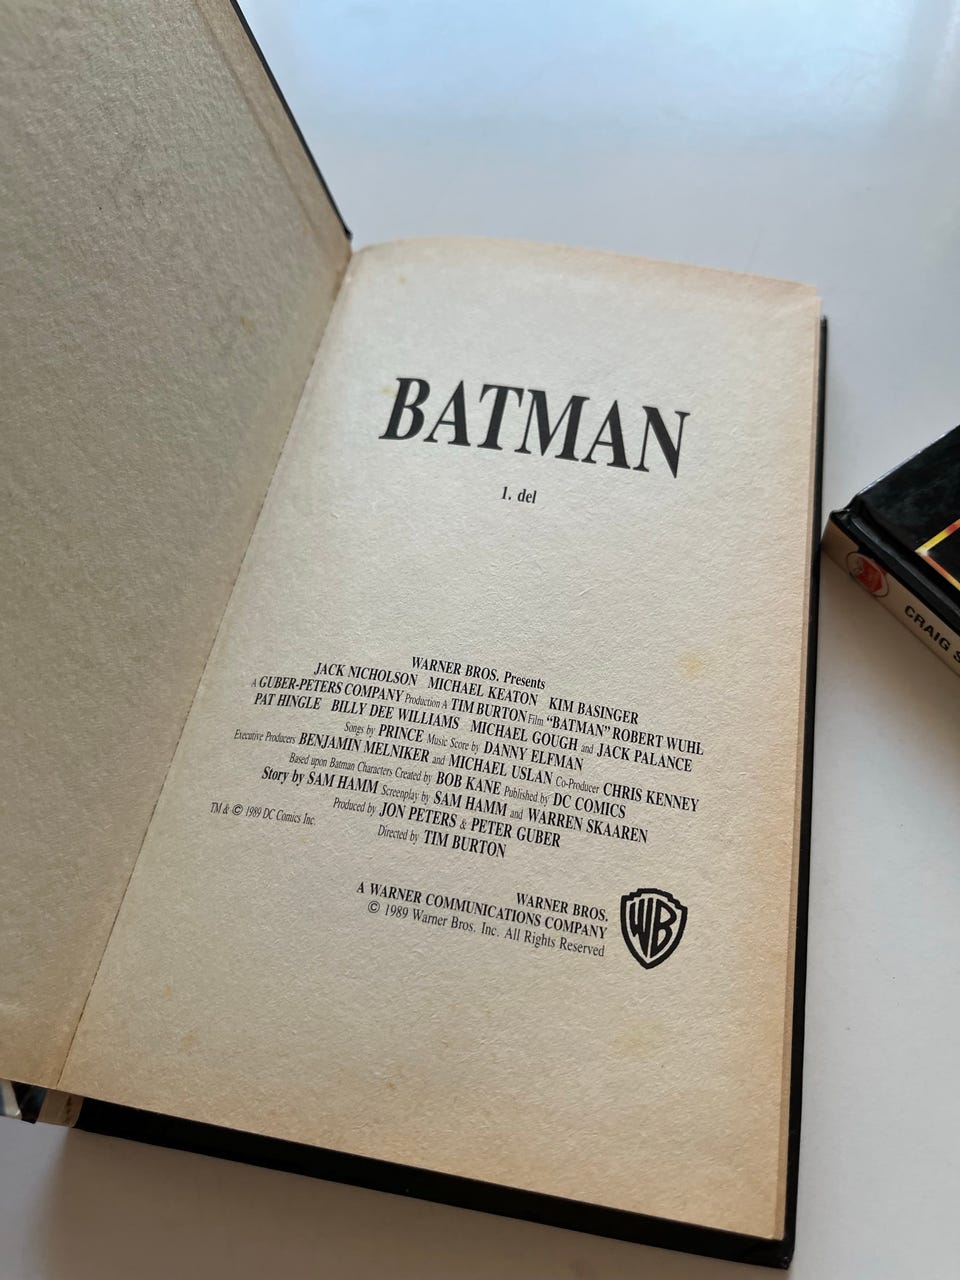 BATMAN
1. del
WARNER BROS. Presents
JACK NICHOLSON MICHAEL KEATON KIM BASINGER
A GUBER-PETERS COMPANY Production A TIM BURTON Film "BATMAN" ROBERT WUHL
PAT HINGLE BILLY DEE WILLIAMS MICHAEL GOUGH and JACK PALANCE
Songs by PRINCE Music Score by DANNY ELFMAN
Executive Producers BENJAMIN MELNIKER and MICHAEL USLAN Co-Producer CHRIS KENNEY
Based upon Batman Characters Created by BOB KANE Published by DC COMICS
Story by SAM HAMM Screenplay by SAM HAMM and WARREN SKAAREN
Produced by JON PETERS & PETER GUBER
TM & © 1989 DC Comics Inc.
Directed by TIM BURTON
WARNER BROS.
A WARNER COMMUNICATIONS COMPANY
© 1989 Warner Bros. Inc. All Rights Reserved
WB
CRAIG